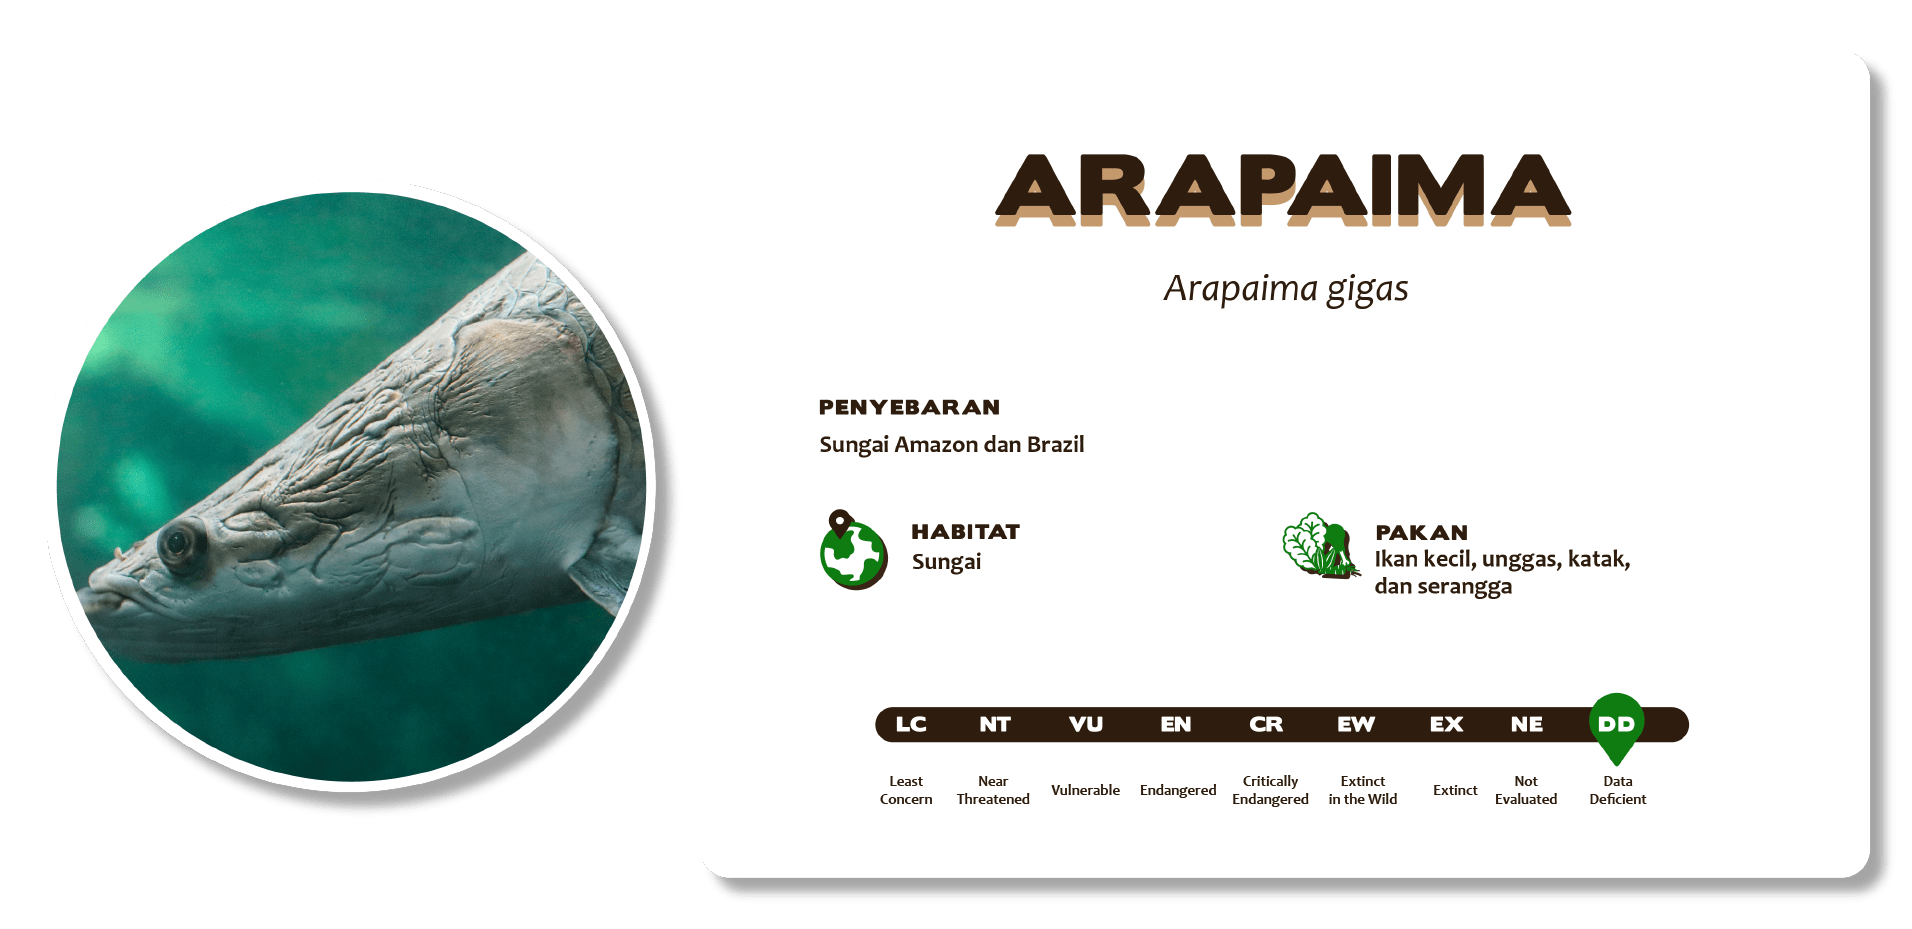 ARAPAIMA
Arapaima gigas
PENYEBARAN
Sungai Amazon dan Brazil
HABITAT
Sungai
PAKAN
Ikan kecil, unggas, katak,
dan serangga
LC NT VU EN CR EW EX NE DD
Least
Concern
Near
Threatened
Vulnerable
Endangered
Critically
Endangered
Extinct
in the Wild
Extinct
Not
Evaluated
Data
Deficient